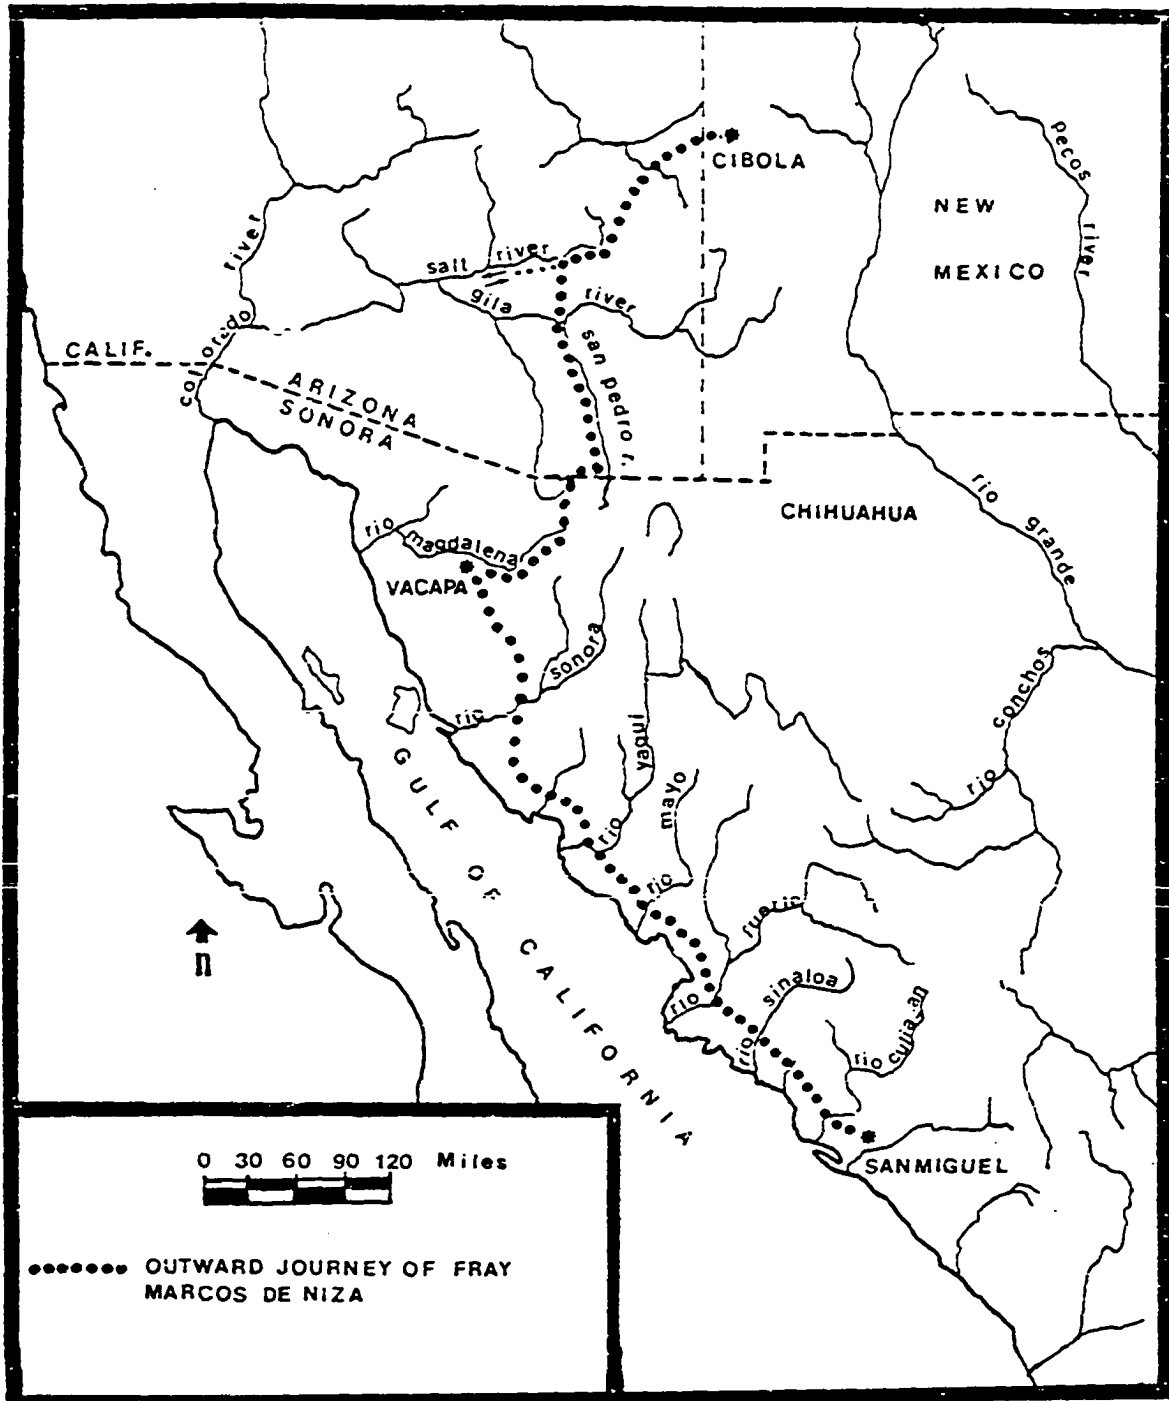 CIBOLA
pecos
river
NEW
MEXICO
river
colorado
salt river
gila river
san pedro r.
CALIF.
ARIZONA
SONORA
CHIHUAHUA
rio
grande
rio
magdalena
VACAPA
rio sonora
rio conchos
GULF OF CALIFORNIA
rio yaqui
rio mayo
rio fuerte
rio sinaloa
rio culiacan
n
SANMIGUEL
0 30 60 90 120 Miles
OUTWARD JOURNEY OF FRAY
MARCOS DE NIZA